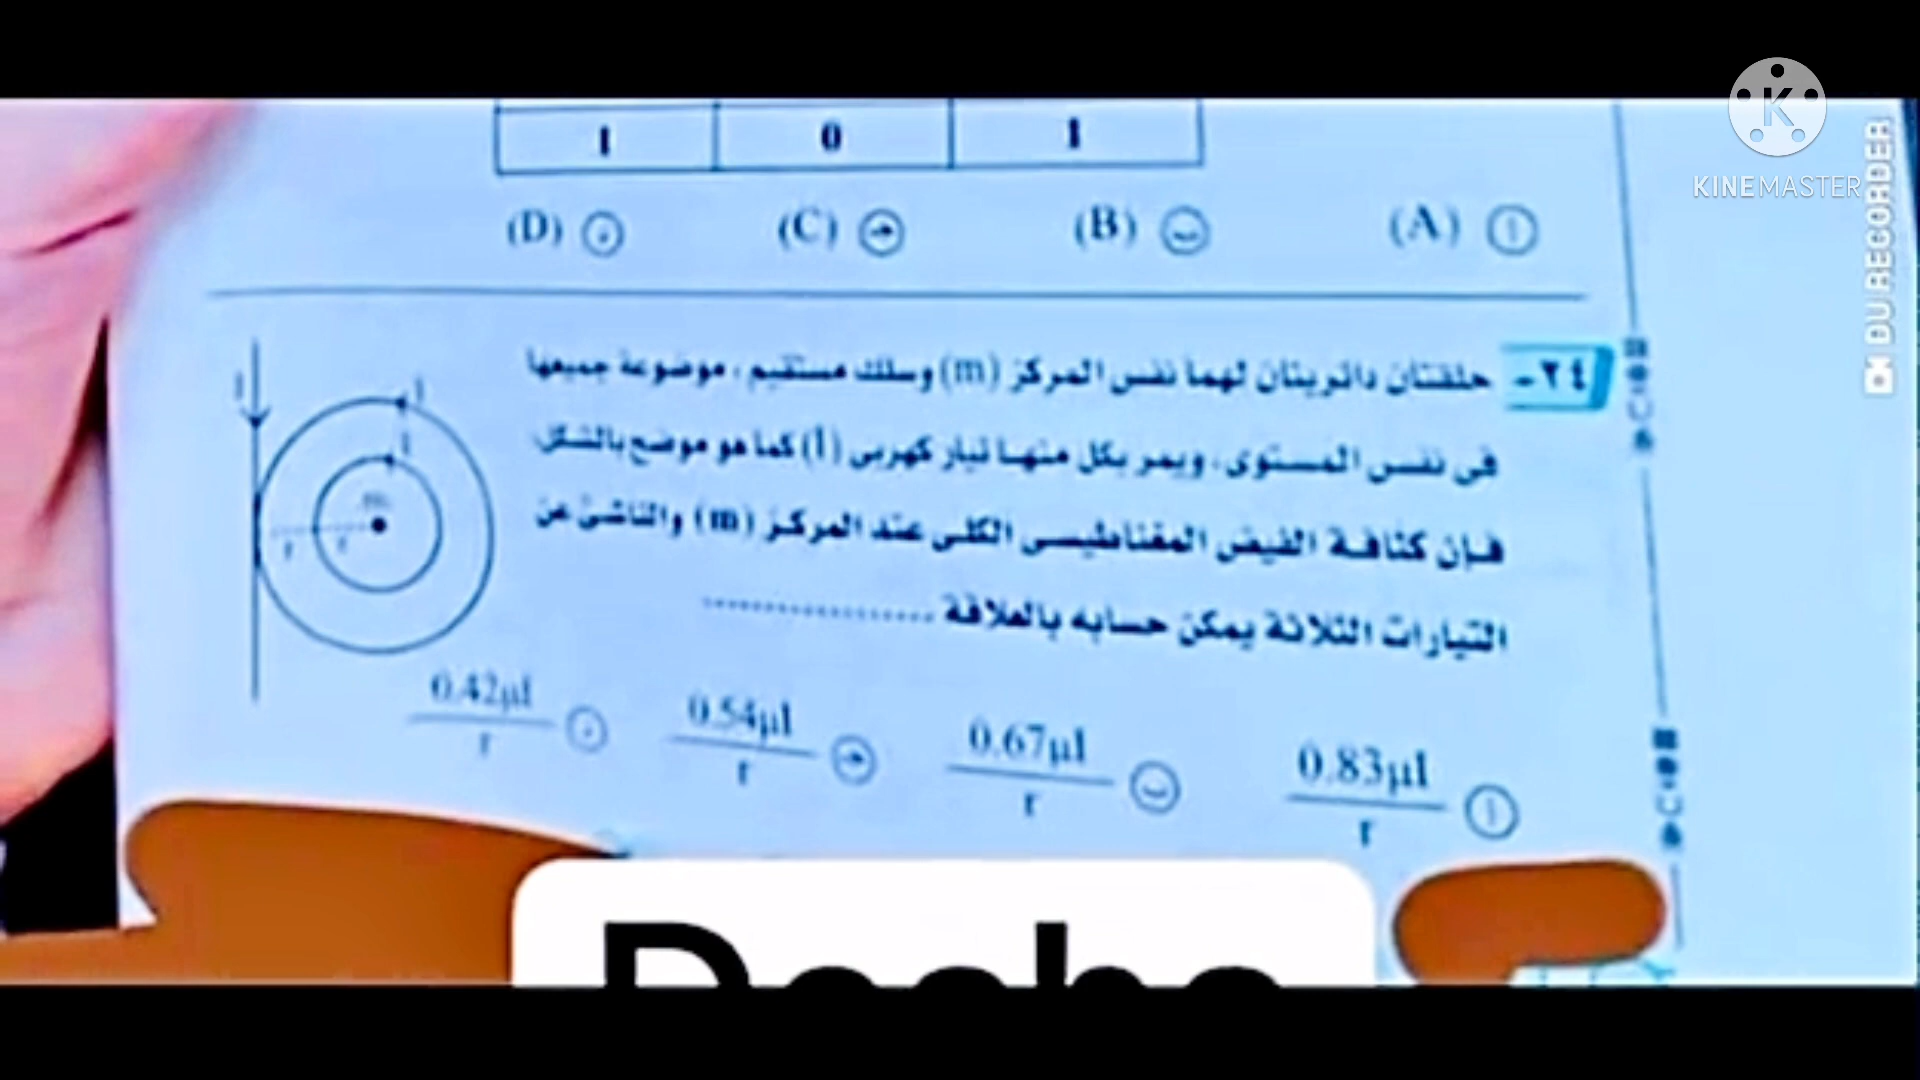 KINEMASTER
DU RECORDER
1 0 1
(A) أ (B) ب (C) جـ (D) د
٢٤- حلقتان دائريتان لهما نفس المركز (m) وسلك مستقيم، موضوعة جميعها
فى نفس المستوى، ويمر بكل منها تيار كهربى (I) كما هو موضح بالشكل،
فإن كثافة الفيض المغناطيسى الكلى عند المركز (m) والناشئ عن
التيارات الثلاثة يمكن حسابه بالعلاقة ....................
I
I
I
m
r r
أ 0.83μI / r ب 0.67μI / r جـ 0.54μI / r د 0.42μI / r